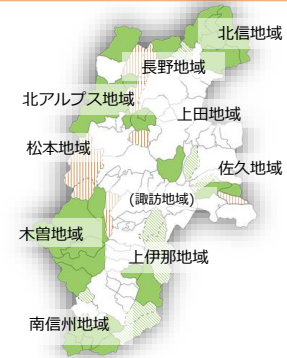 北信地域
長野地域
北アルプス地域
上田地域
松本地域
佐久地域
(諏訪地域)
木曽地域
上伊那地域
南信州地域